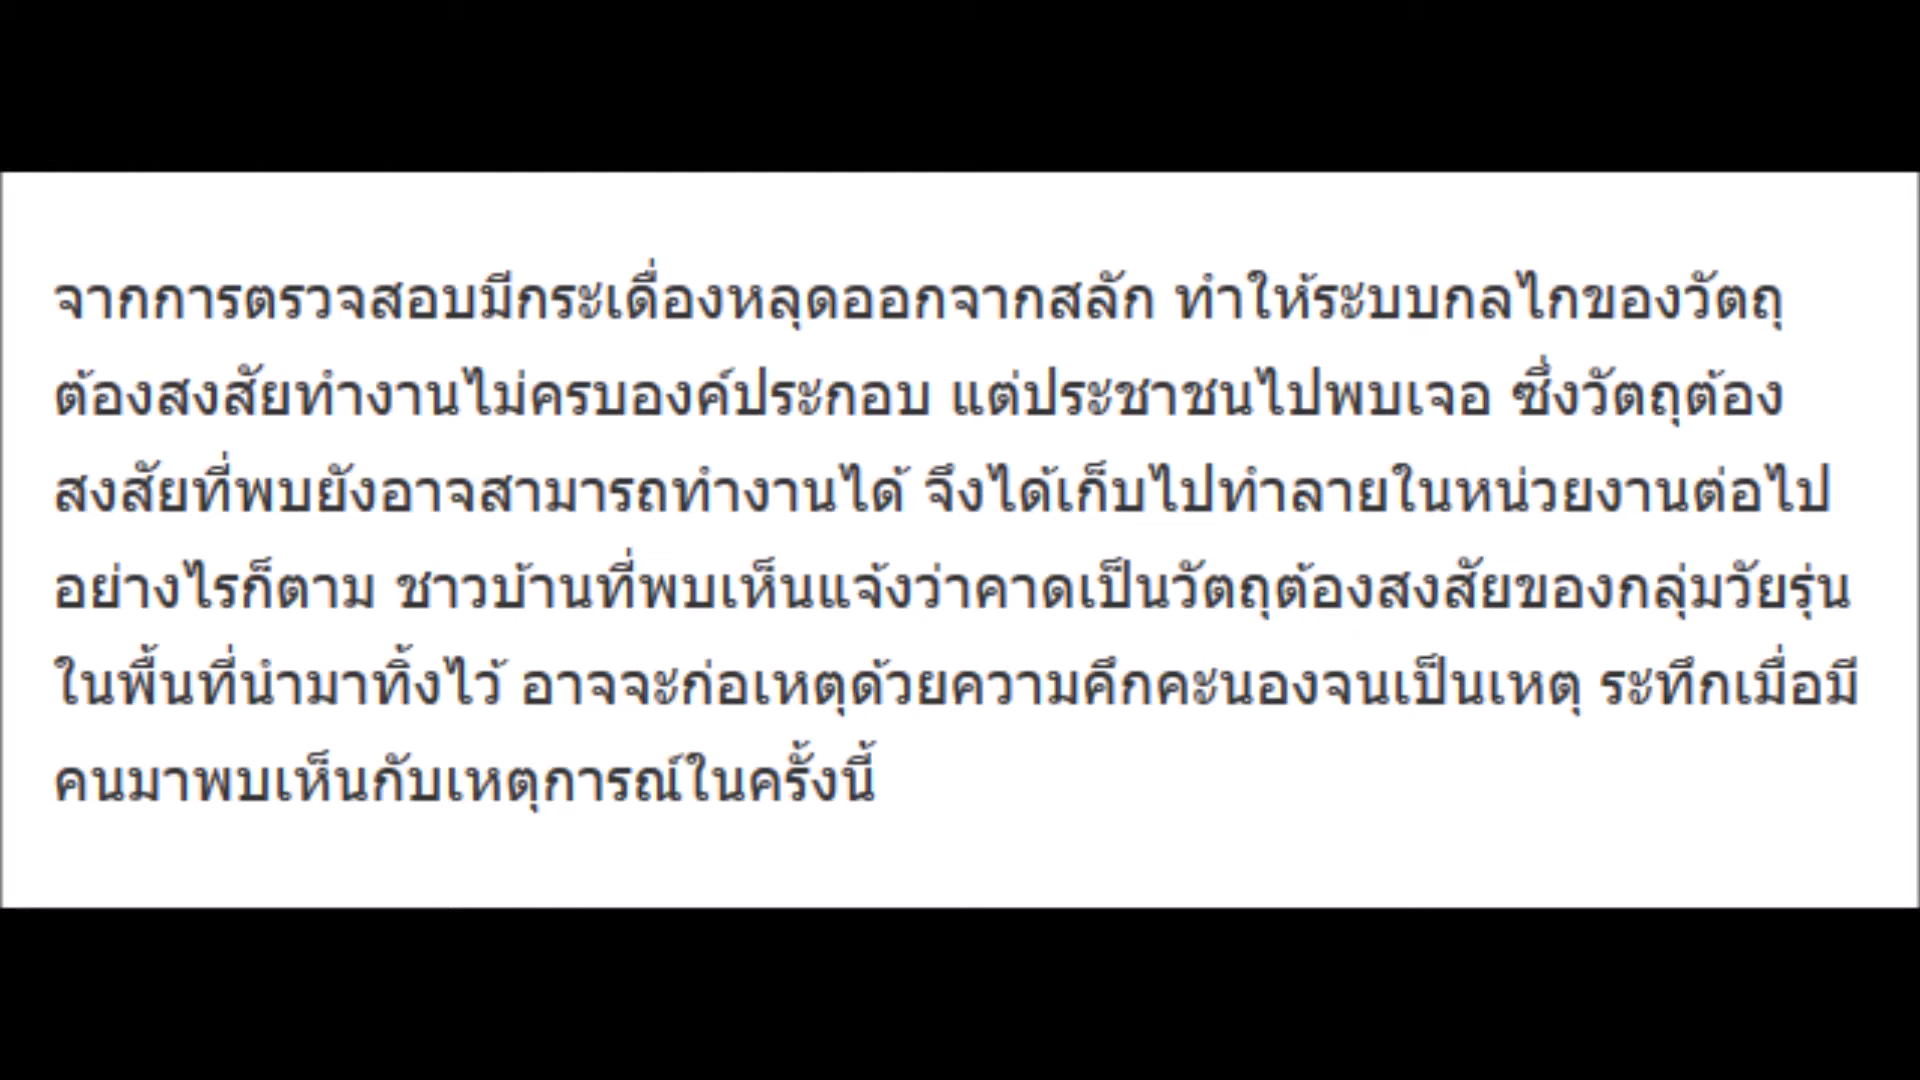 จากการตรวจสอบมีกระเดื่องหลุดออกจากสลัก ทำให้ระบบกลไกของวัตถุ
ต้องสงสัยทำงานไม่ครบองค์ประกอบ แต่ประชาชนไปพบเจอ ซึ่งวัตถุต้อง
สงสัยที่พบยังอาจสามารถทำงานได้ จึงได้เก็บไปทำลายในหน่วยงานต่อไป
อย่างไรก็ตาม ชาวบ้านที่พบเห็นแจ้งว่าคาดเป็นวัตถุต้องสงสัยของกลุ่มวัยรุ่น
ในพื้นที่นำมาทิ้งไว้ อาจจะก่อเหตุด้วยความคึกคะนองจนเป็นเหตุ ระทึกเมื่อมี
คนมาพบเห็นกับเหตุการณ์ในครั้งนี้